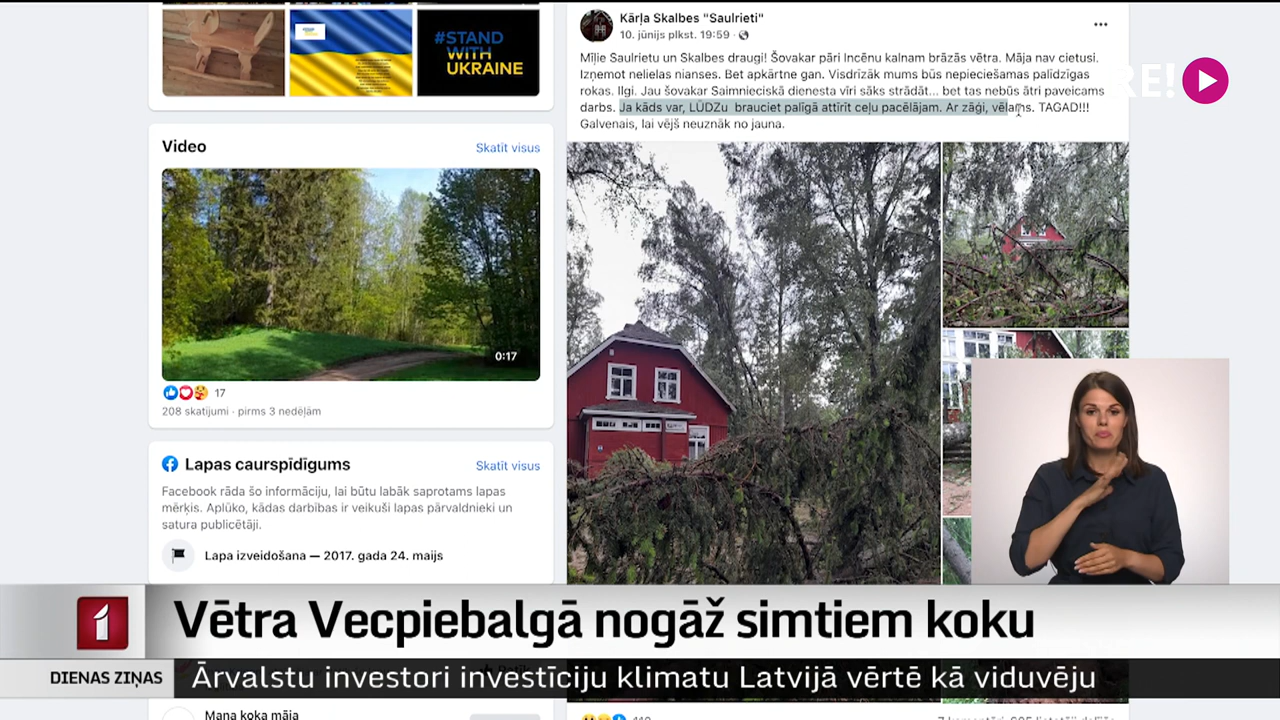 #STAND
WITH
UKRAINE
Video
Skatīt visus
0:17
17
208 skatījumi · pirms 3 nedēļām
Lapas caurspīdīgums
Skatīt visus
Facebook rāda šo informāciju, lai būtu labāk saprotams lapas
mērķis. Aplūko, kādas darbības ir veikuši lapas pārvaldnieki un
satura publicētāji.
Lapa izveidošana — 2017. gada 24. maijs
Mana koka māja
Kārļa Skalbes "Saulrieti"
10. jūnijs plkst. 19:59 ·
Mīļie Saulrietu un Skalbes draugi! Šovakar pāri Incēnu kalnam brāzās vētra. Māja nav cietusi.
Izņemot nelielas nianses. Bet apkārtne gan. Visdrīzāk mums būs nepieciešamas palīdzīgas
rokas. Ilgi. Jau šovakar Saimnieciskā dienesta vīri sāks strādāt... bet tas nebūs ātri paveicams
darbs. Ja kāds var, LŪDZu brauciet palīgā attīrīt ceļu pacēlājam. Ar zāģi, vēlams. TAGAD!!!
Galvenais, lai vējš neuznāk no jauna.
RE!
1
Vētra Vecpiebalgā nogāž simtiem koku
DIENAS ZIŅAS
Ārvalstu investori investīciju klimatu Latvijā vērtē kā viduvēju